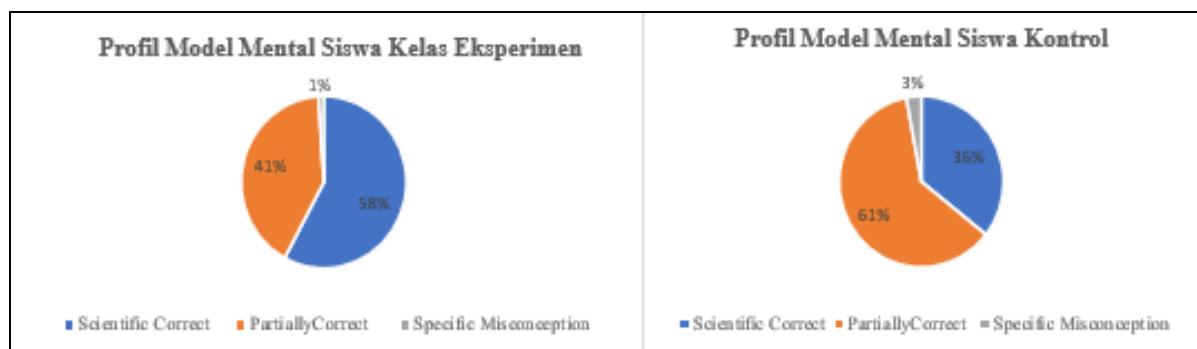 Profil Model Mental Siswa Kelas Eksperimen
1%
41%
58%
Scientific Correct PartiallyCorrect Specific Misconception
Profil Model Mental Siswa Kontrol
3%
36%
61%
Scientific Correct PartiallyCorrect Specific Misconception